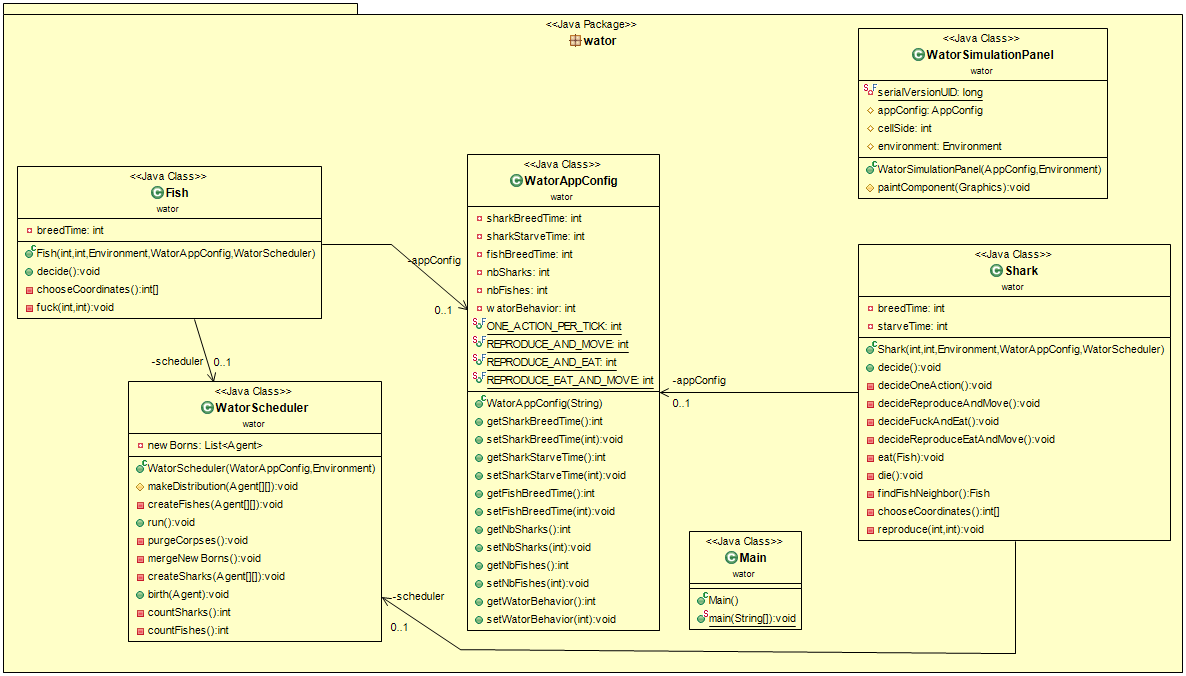 <<Java Package>>
wator
<<Java Class>>
WatorSimulationPanel
wator
serialVersionUID: long
appConfig: AppConfig
cellSide: int
environment: Environment
WatorSimulationPanel(AppConfig,Environment)
paintComponent(Graphics):void
<<Java Class>>
Fish
wator
breedTime: int
Fish(int,int,Environment,WatorAppConfig,WatorScheduler)
decide():void
chooseCoordinates():int[]
fuck(int,int):void
-appConfig
0..1
-scheduler
0..1
<<Java Class>>
WatorAppConfig
wator
sharkBreedTime: int
sharkStarveTime: int
fishBreedTime: int
nbSharks: int
nbFishes: int
watorBehavior: int
ONE_ACTION_PER_TICK: int
REPRODUCE_AND_MOVE: int
REPRODUCE_AND_EAT: int
REPRODUCE_EAT_AND_MOVE: int
WatorAppConfig(String)
getSharkBreedTime():int
setSharkBreedTime(int):void
getSharkStarveTime():int
setSharkStarveTime(int):void
getFishBreedTime():int
setFishBreedTime(int):void
getNbSharks():int
setNbSharks(int):void
getNbFishes():int
setNbFishes(int):void
getWatorBehavior():int
setWatorBehavior(int):void
<<Java Class>>
Shark
wator
breedTime: int
starveTime: int
Shark(int,int,Environment,WatorAppConfig,WatorScheduler)
decide():void
decideOneAction():void
decideReproduceAndMove():void
decideFuckAndEat():void
decideReproduceEatAndMove():void
eat(Fish):void
die():void
findFishNeighbor():Fish
chooseCoordinates():int[]
reproduce(int,int):void
-appConfig
0..1
<<Java Class>>
WatorScheduler
wator
newBorns: List<Agent>
WatorScheduler(WatorAppConfig,Environment)
makeDistribution(Agent[][]):void
createFishes(Agent[][]):void
run():void
purgeCorpses():void
mergeNewBorns():void
createSharks(Agent[][]):void
birth(Agent):void
countSharks():int
countFishes():int
-scheduler
0..1
<<Java Class>>
Main
wator
Main()
main(String[]):void